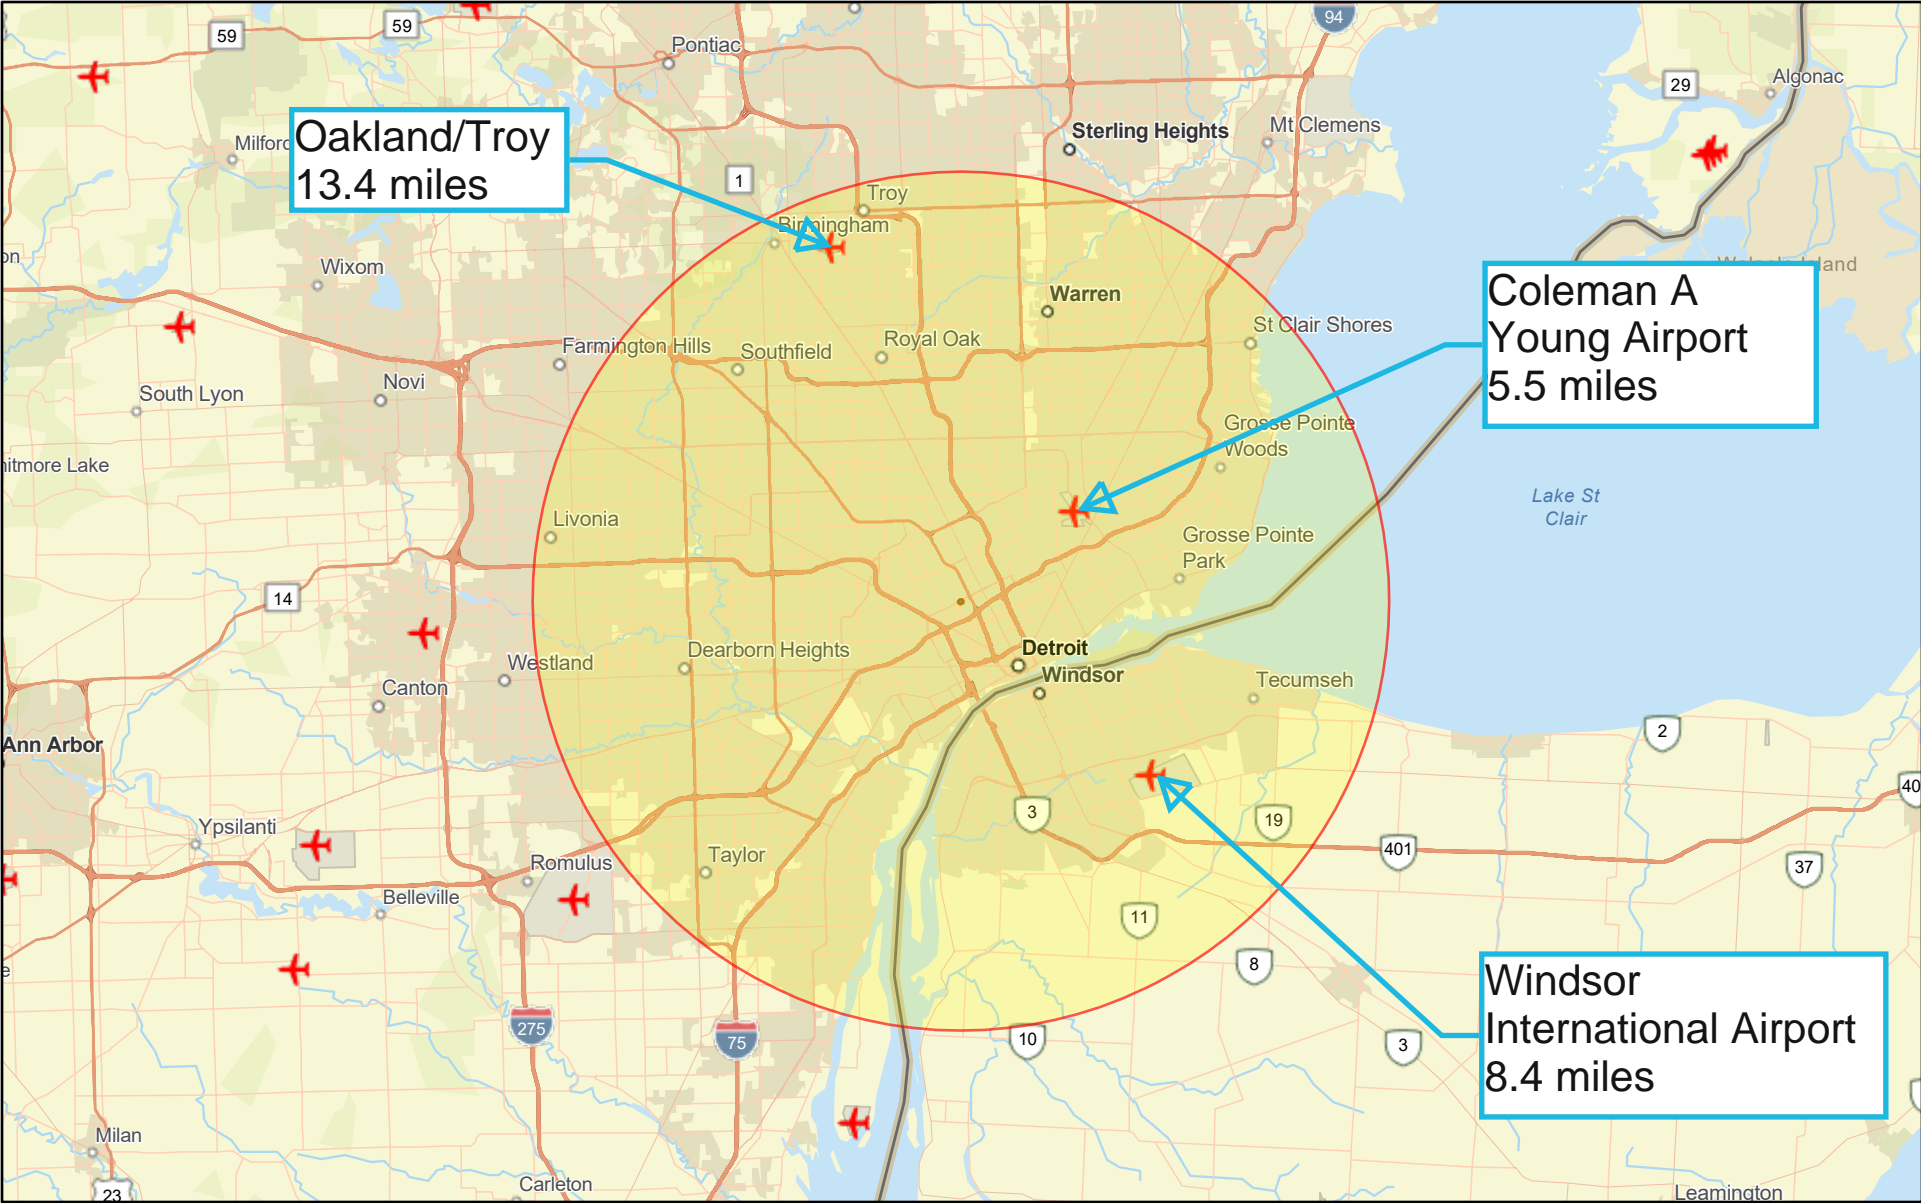 59
59
94
Pontiac
Algonac
29
Oakland/Troy
13.4 miles
Milford
Sterling Heights
Mt Clemens
1
Troy
Birmingham
Wixom
Coleman A
Young Airport
5.5 miles
Warren
St Clair Shores
Farmington Hills
Southfield
Royal Oak
Novi
South Lyon
Grosse Pointe
Woods
Lake St
Clair
Livonia
Grosse Pointe
Park
14
Detroit
Windsor
Dearborn Heights
Westland
Canton
Tecumseh
Ann Arbor
2
40
3
19
401
37
Ypsilanti
Romulus
Taylor
Belleville
11
8
Windsor
International Airport
8.4 miles
275
75
10
3
Milan
Carleton
23
Leamington